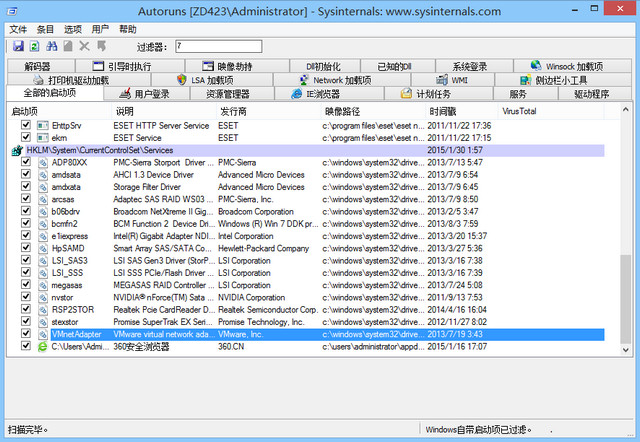 Autoruns [ZD423\Administrator] - Sysinternals: www.sysinternals.com
文件 条目 选项 用户 帮助
过滤器: 7
解码器 引导时执行 映像劫持 Dll初始化 已知的Dll 系统登录 Winsock 加载项
打印机驱动加载 LSA 加载项 Network 加载项 WMI 侧边栏小工具
全部的启动项 用户登录 资源管理器 IE浏览器 计划任务 服务 驱动程序
启动项 说明 发行商 映像路径 时间戳 VirusTotal
EhttpSrv ESET HTTP Server Service ESET c:\program files\eset\eset n... 2011/11/22 17:36
ekrn ESET Service ESET c:\program files\eset\eset n... 2011/11/22 17:15
HKLM\System\CurrentControlSet\Services 2015/1/30 1:57
ADP80XX PMC-Sierra Storport Driver ... PMC-Sierra c:\windows\system32\drive... 2013/7/13 5:47
amdsata AHCI 1.3 Device Driver Advanced Micro Devices c:\windows\system32\drive... 2013/7/9 6:54
amdxata Storage Filter Driver Advanced Micro Devices c:\windows\system32\drive... 2013/7/9 6:45
arcsas Adaptec SAS RAID WS03 ... PMC-Sierra, Inc. c:\windows\system32\drive... 2013/7/9 8:50
b06bdrv Broadcom NetXtreme II Gig... Broadcom Corporation c:\windows\system32\drive... 2013/2/5 3:47
bcmfn2 BCM Function 2 Device Dri... Windows (R) Win 7 DDK pr... c:\windows\system32\drive... 2013/8/3 7:59
e1iexpress Intel(R) Gigabit Adapter NDI... Intel Corporation c:\windows\system32\drive... 2013/3/20 15:37
HpSAMD Smart Array SAS/SATA Co... Hewlett-Packard Company c:\windows\system32\drive... 2013/3/27 5:36
LSI_SAS3 LSI SAS Gen3 Driver (StorP... LSI Corporation c:\windows\system32\drive... 2013/3/16 7:38
LSI_SSS LSI SSS PCIe/Flash Driver ... LSI Corporation c:\windows\system32\drive... 2013/3/16 7:39
megasas MEGASAS RAID Controller ... LSI Corporation c:\windows\system32\drive... 2013/7/24 5:08
nvstor NVIDIA® nForce(TM) Sata ... NVIDIA Corporation c:\windows\system32\drive... 2011/9/13 7:53
RSP2STOR Realtek Pcie CardReader D... Realtek Semiconductor Corp. c:\windows\system32\drive... 2014/4/16 16:04
stexstor Promise SuperTrak EX Serie... Promise Technology, Inc. c:\windows\system32\drive... 2012/11/27 8:02
VMnetAdapter VMware virtual network ada... VMware, Inc. c:\windows\system32\drive... 2013/7/19 3:43
C:\Users\Admi... 360安全浏览器 360.CN c:\users\administrator\appd... 2015/1/16 17:07
扫描完毕。 Windows自带启动项已过滤。